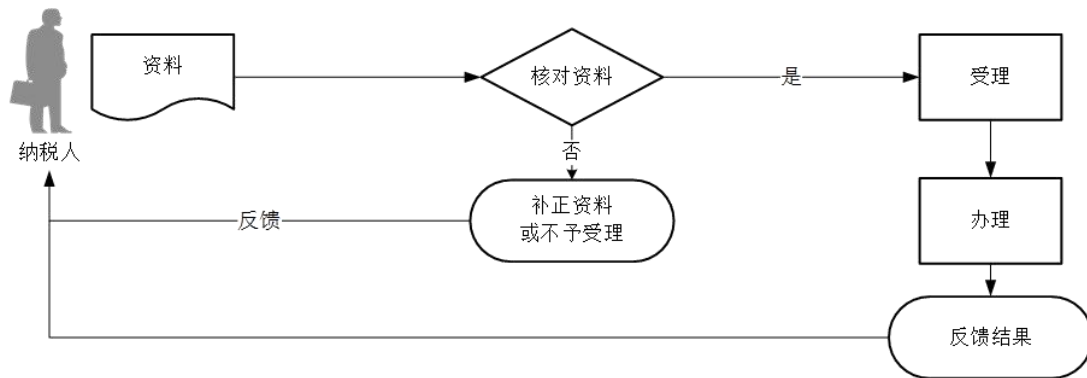 资料
核对资料
是
受理
纳税人
否
补正资料
或不予受理
反馈
办理
反馈结果